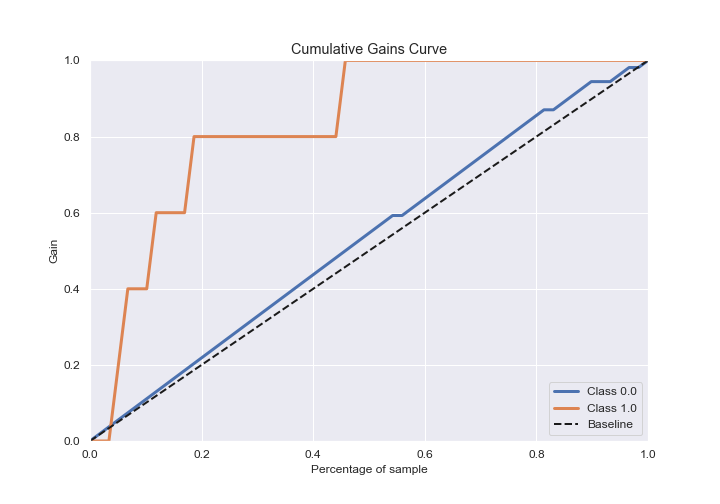 Cumulative Gains Curve
1.0
0.8
0.6
0.4
0.2
0.0
Gain
0.0 0.2 0.4 0.6 0.8 1.0
Percentage of sample
Class 0.0
Class 1.0
Baseline